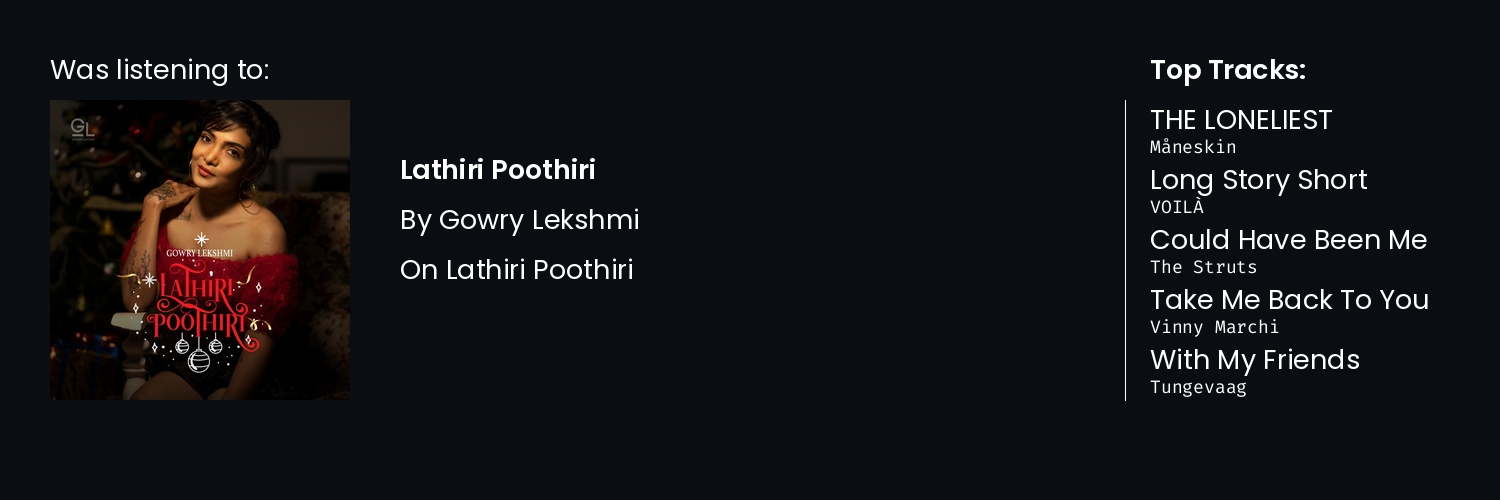 Was listening to:
GL
GOWRY LEKSHMI
LATHIRI
POOTHIRI
Lathiri Poothiri
By Gowry Lekshmi
On Lathiri Poothiri
Top Tracks:
THE LONELIEST
Måneskin
Long Story Short
VOILÀ
Could Have Been Me
The Struts
Take Me Back To You
Vinny Marchi
With My Friends
Tungevaag